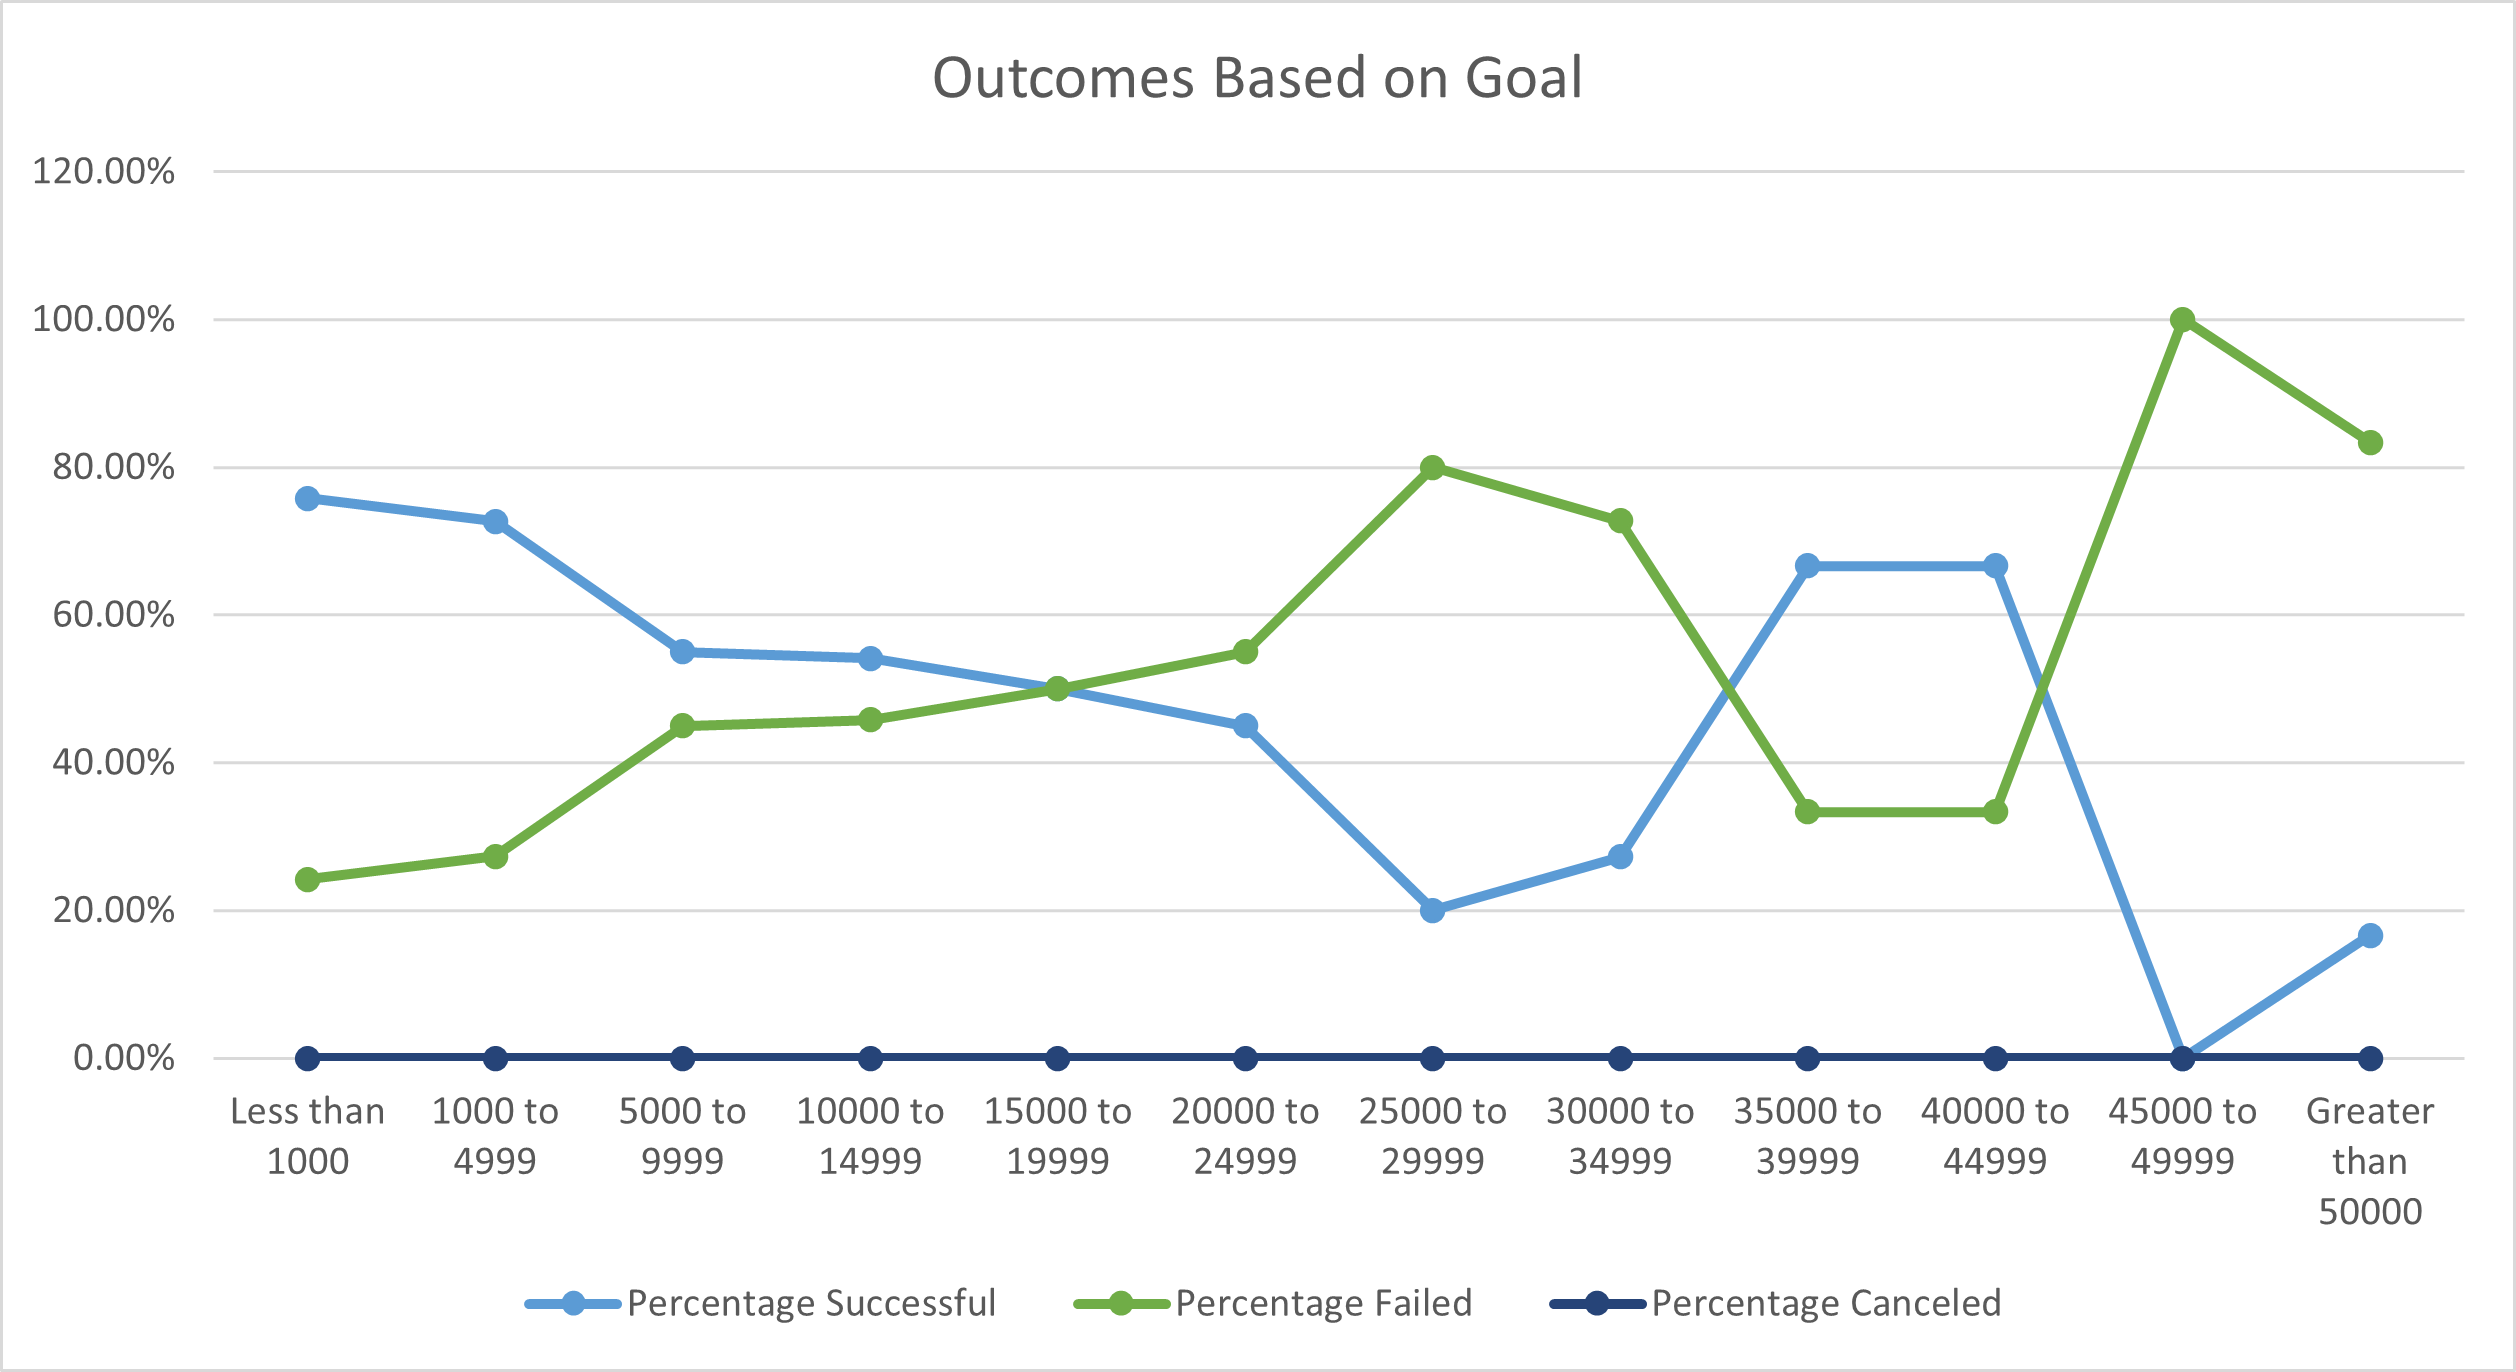 Outcomes Based on Goal
120.00%
100.00%
80.00%
60.00%
40.00%
20.00%
0.00%
Less than
1000
1000 to
4999
5000 to
9999
10000 to
14999
15000 to
19999
20000 to
24999
25000 to
29999
30000 to
34999
35000 to
39999
40000 to
44999
45000 to
49999
Greater
than
50000
Percentage Successful
Percentage Failed
Percentage Canceled